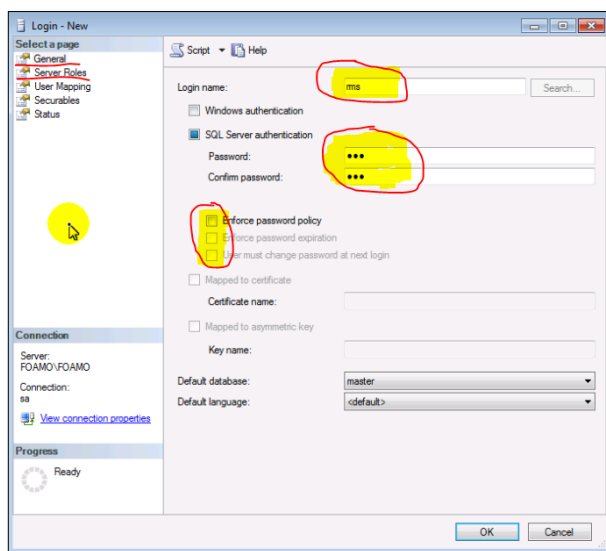 Login - New
Select a page
General
Server Roles
User Mapping
Securables
Status
Script
Help
Login name:
rms
Search...
Windows authentication
SQL Server authentication
Password:
Confirm password:
Enforce password policy
Enforce password expiration
User must change password at next login
Mapped to certificate
Certificate name:
Mapped to asymmetric key
Key name:
Default database:
master
Default language:
<default>
Connection
Server:
FOAMO\FOAMO
Connection:
sa
View connection properties
Progress
Ready
OK
Cancel